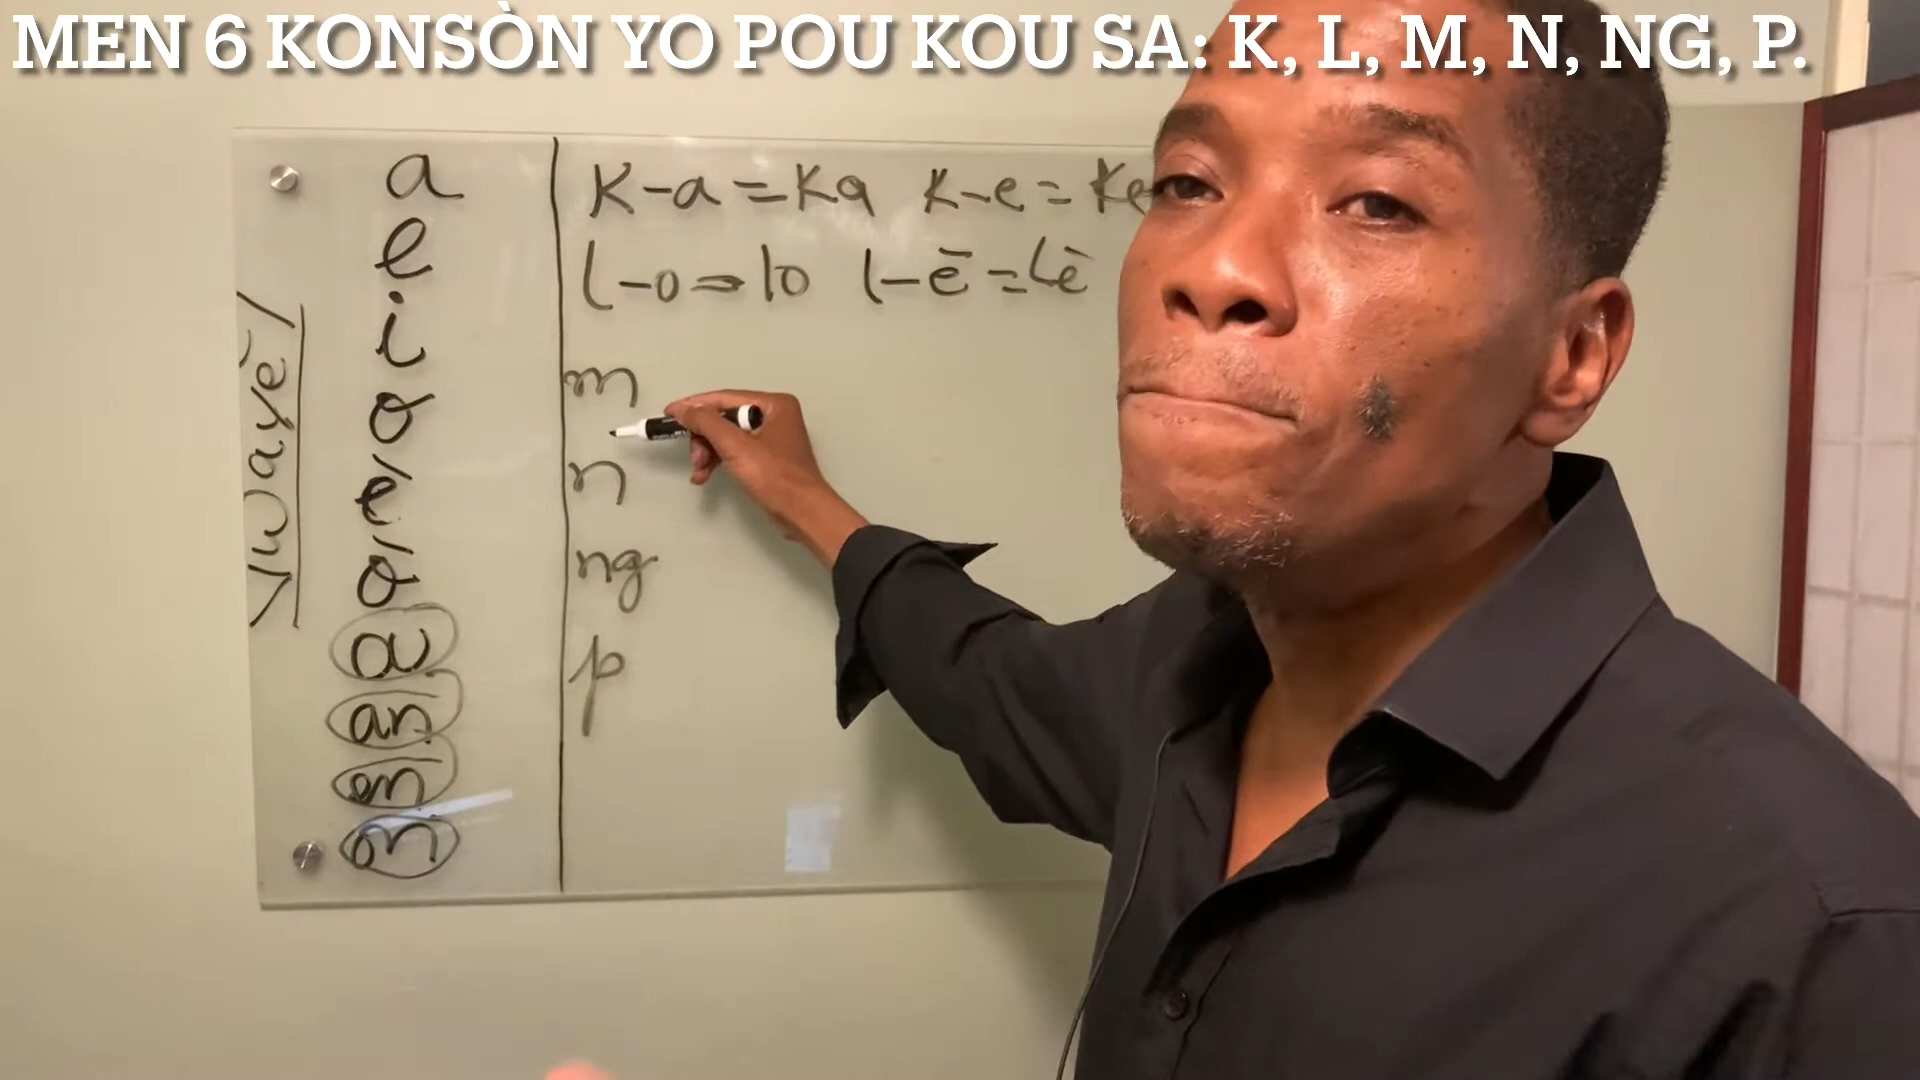 MEN 6 KONSÒN YO POU KOU SA: K, L, M, N, NG, P.
Vwayèl
a
e
i
o
è
ò
a
an
en
on
K-a=Ka K-e=Ke
l-o=lo l-è=Lè
m
n
ng
p